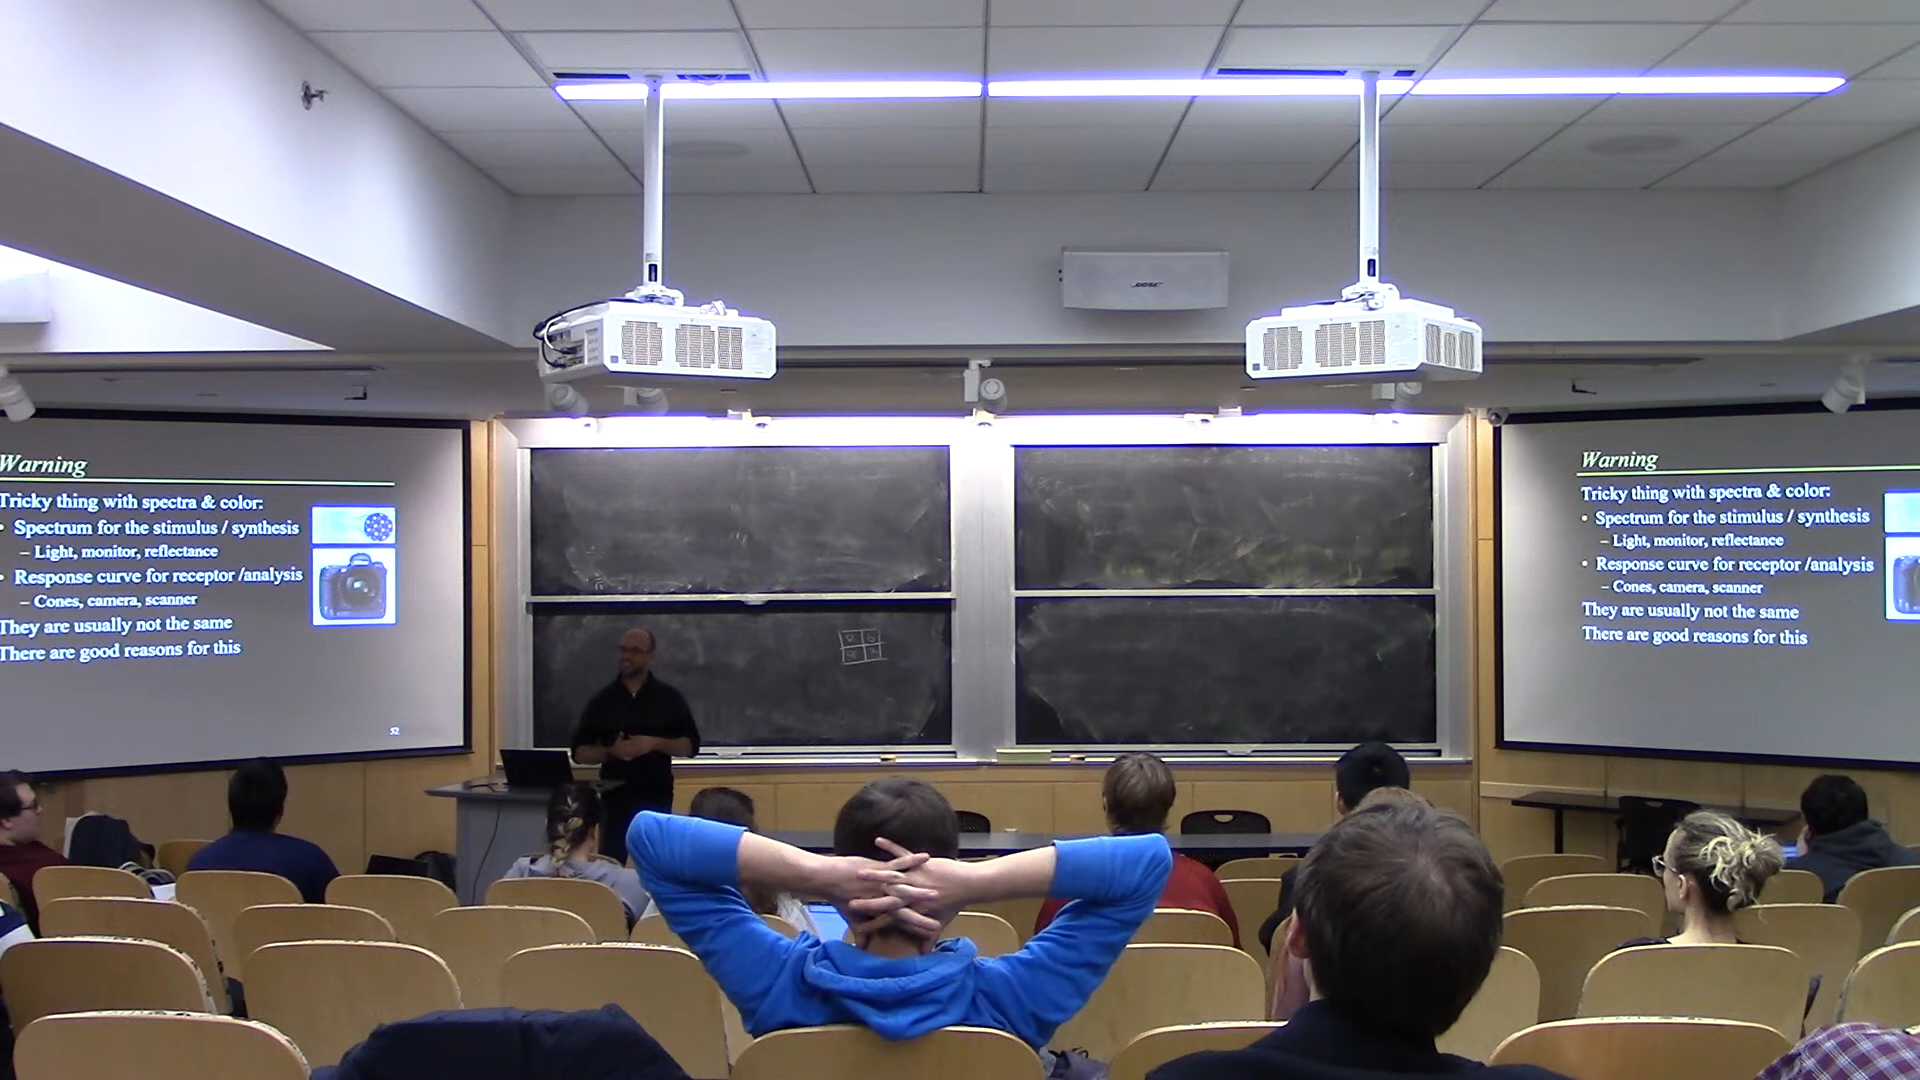 BOSE
Warning
Tricky thing with spectra & color:
• Spectrum for the stimulus / synthesis
– Light, monitor, reflectance
• Response curve for receptor /analysis
– Cones, camera, scanner
They are usually not the same
There are good reasons for this
52
Warning
Tricky thing with spectra & color:
• Spectrum for the stimulus / synthesis
– Light, monitor, reflectance
• Response curve for receptor /analysis
– Cones, camera, scanner
They are usually not the same
There are good reasons for this